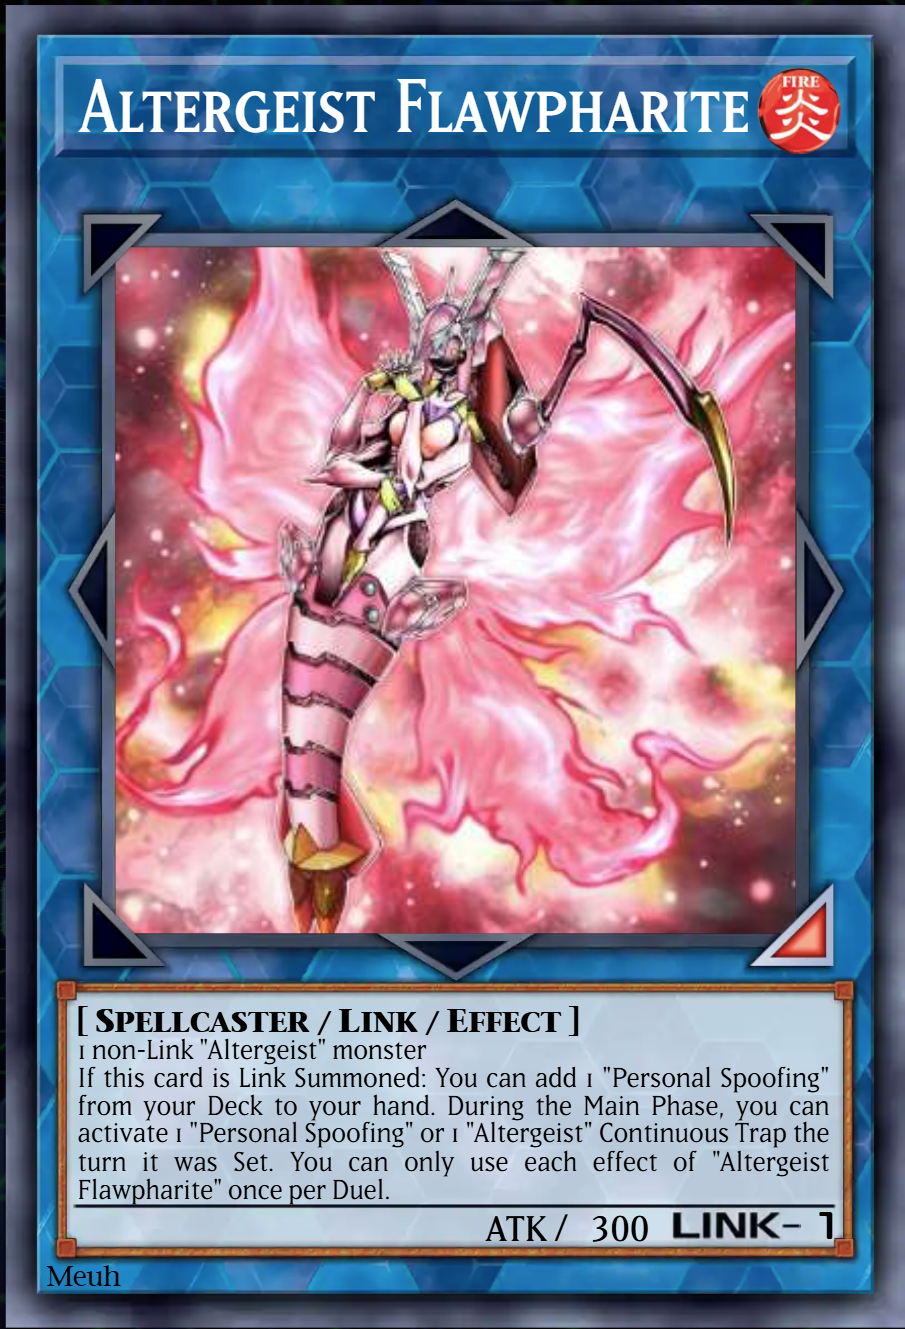 Altergeist Flawpharite
FIRE
炎
[ Spellcaster / Link / Effect ]
1 non-Link "Altergeist" monster
If this card is Link Summoned: You can add 1 "Personal Spoofing"
from your Deck to your hand. During the Main Phase, you can
activate 1 "Personal Spoofing" or 1 "Altergeist" Continuous Trap the
turn it was Set. You can only use each effect of "Altergeist
Flawpharite" once per Duel.
ATK / 300 LINK- 1
Meuh